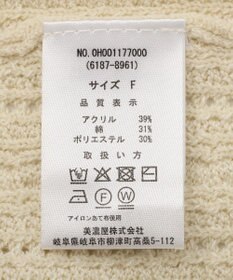 NO.0H001177000
(6187-8961)
サイズ F
品質表示
アクリル 39%
綿 31%
ポリエステル 30%
取扱い方
F W
アイロン当て布使用
美濃屋株式会社
岐阜県岐阜市柳津町高桑5-112